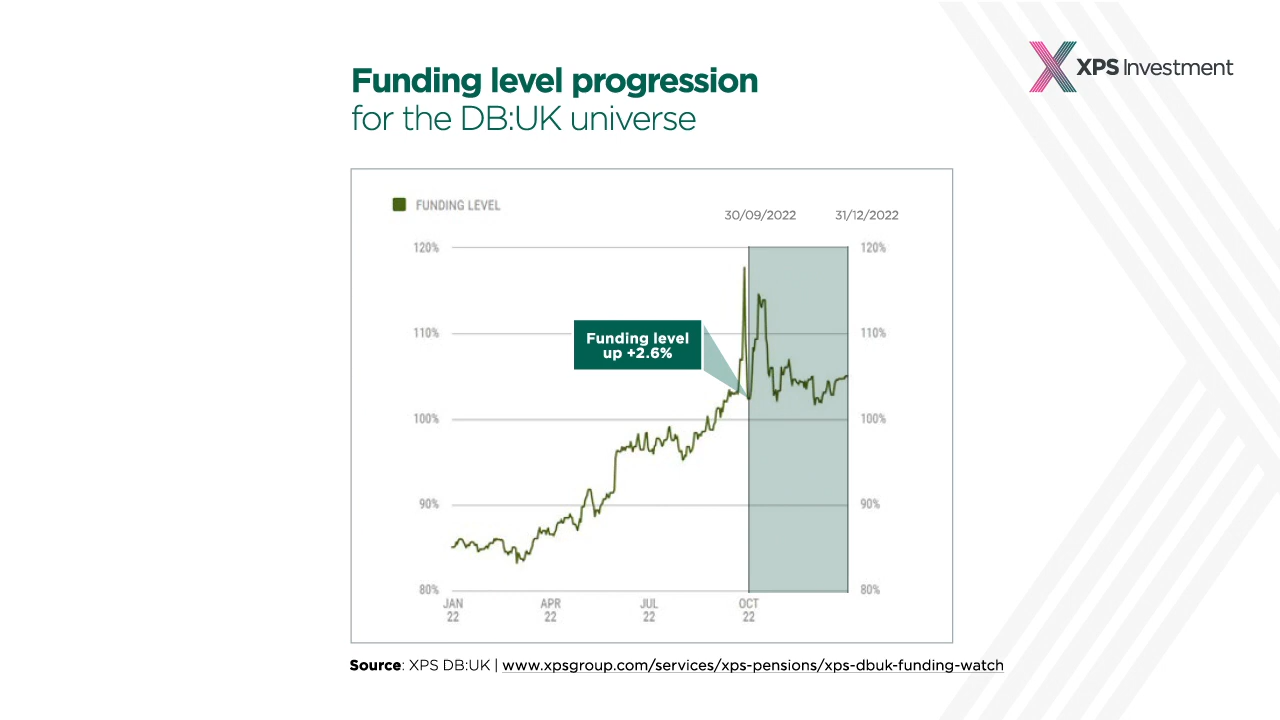 Funding level progression
for the DB:UK universe
XPS Investment
FUNDING LEVEL
30/09/2022 31/12/2022
120% 120%
110% 110%
Funding level
up +2.6%
100% 100%
90% 90%
80% 80%
JAN APR JUL OCT
22 22 22 22
Source: XPS DB:UK | www.xpsgroup.com/services/xps-pensions/xps-dbuk-funding-watch